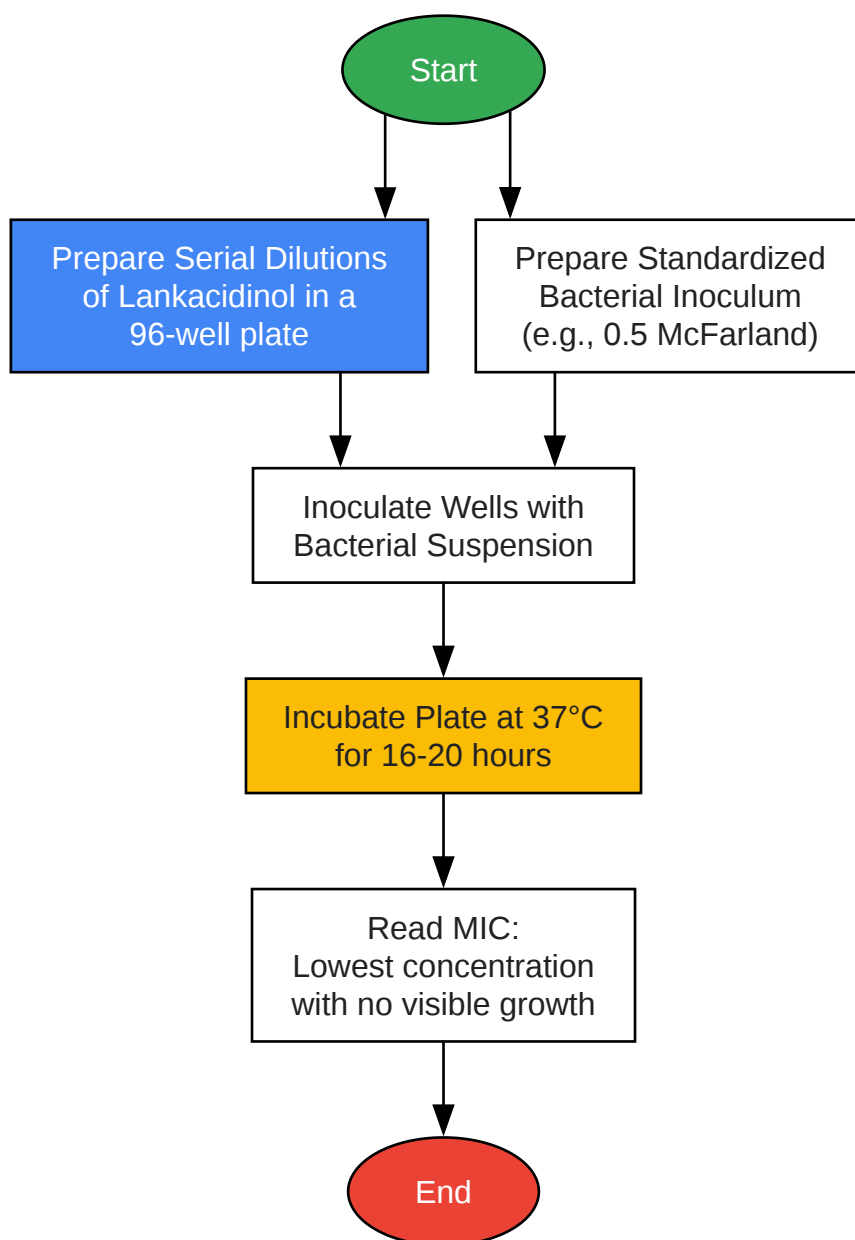 Start
Prepare Serial Dilutions
of Lankacidinol in a
96-well plate
Prepare Standardized
Bacterial Inoculum
(e.g., 0.5 McFarland)
Inoculate Wells with
Bacterial Suspension
Incubate Plate at 37°C
for 16-20 hours
Read MIC:
Lowest concentration
with no visible growth
End